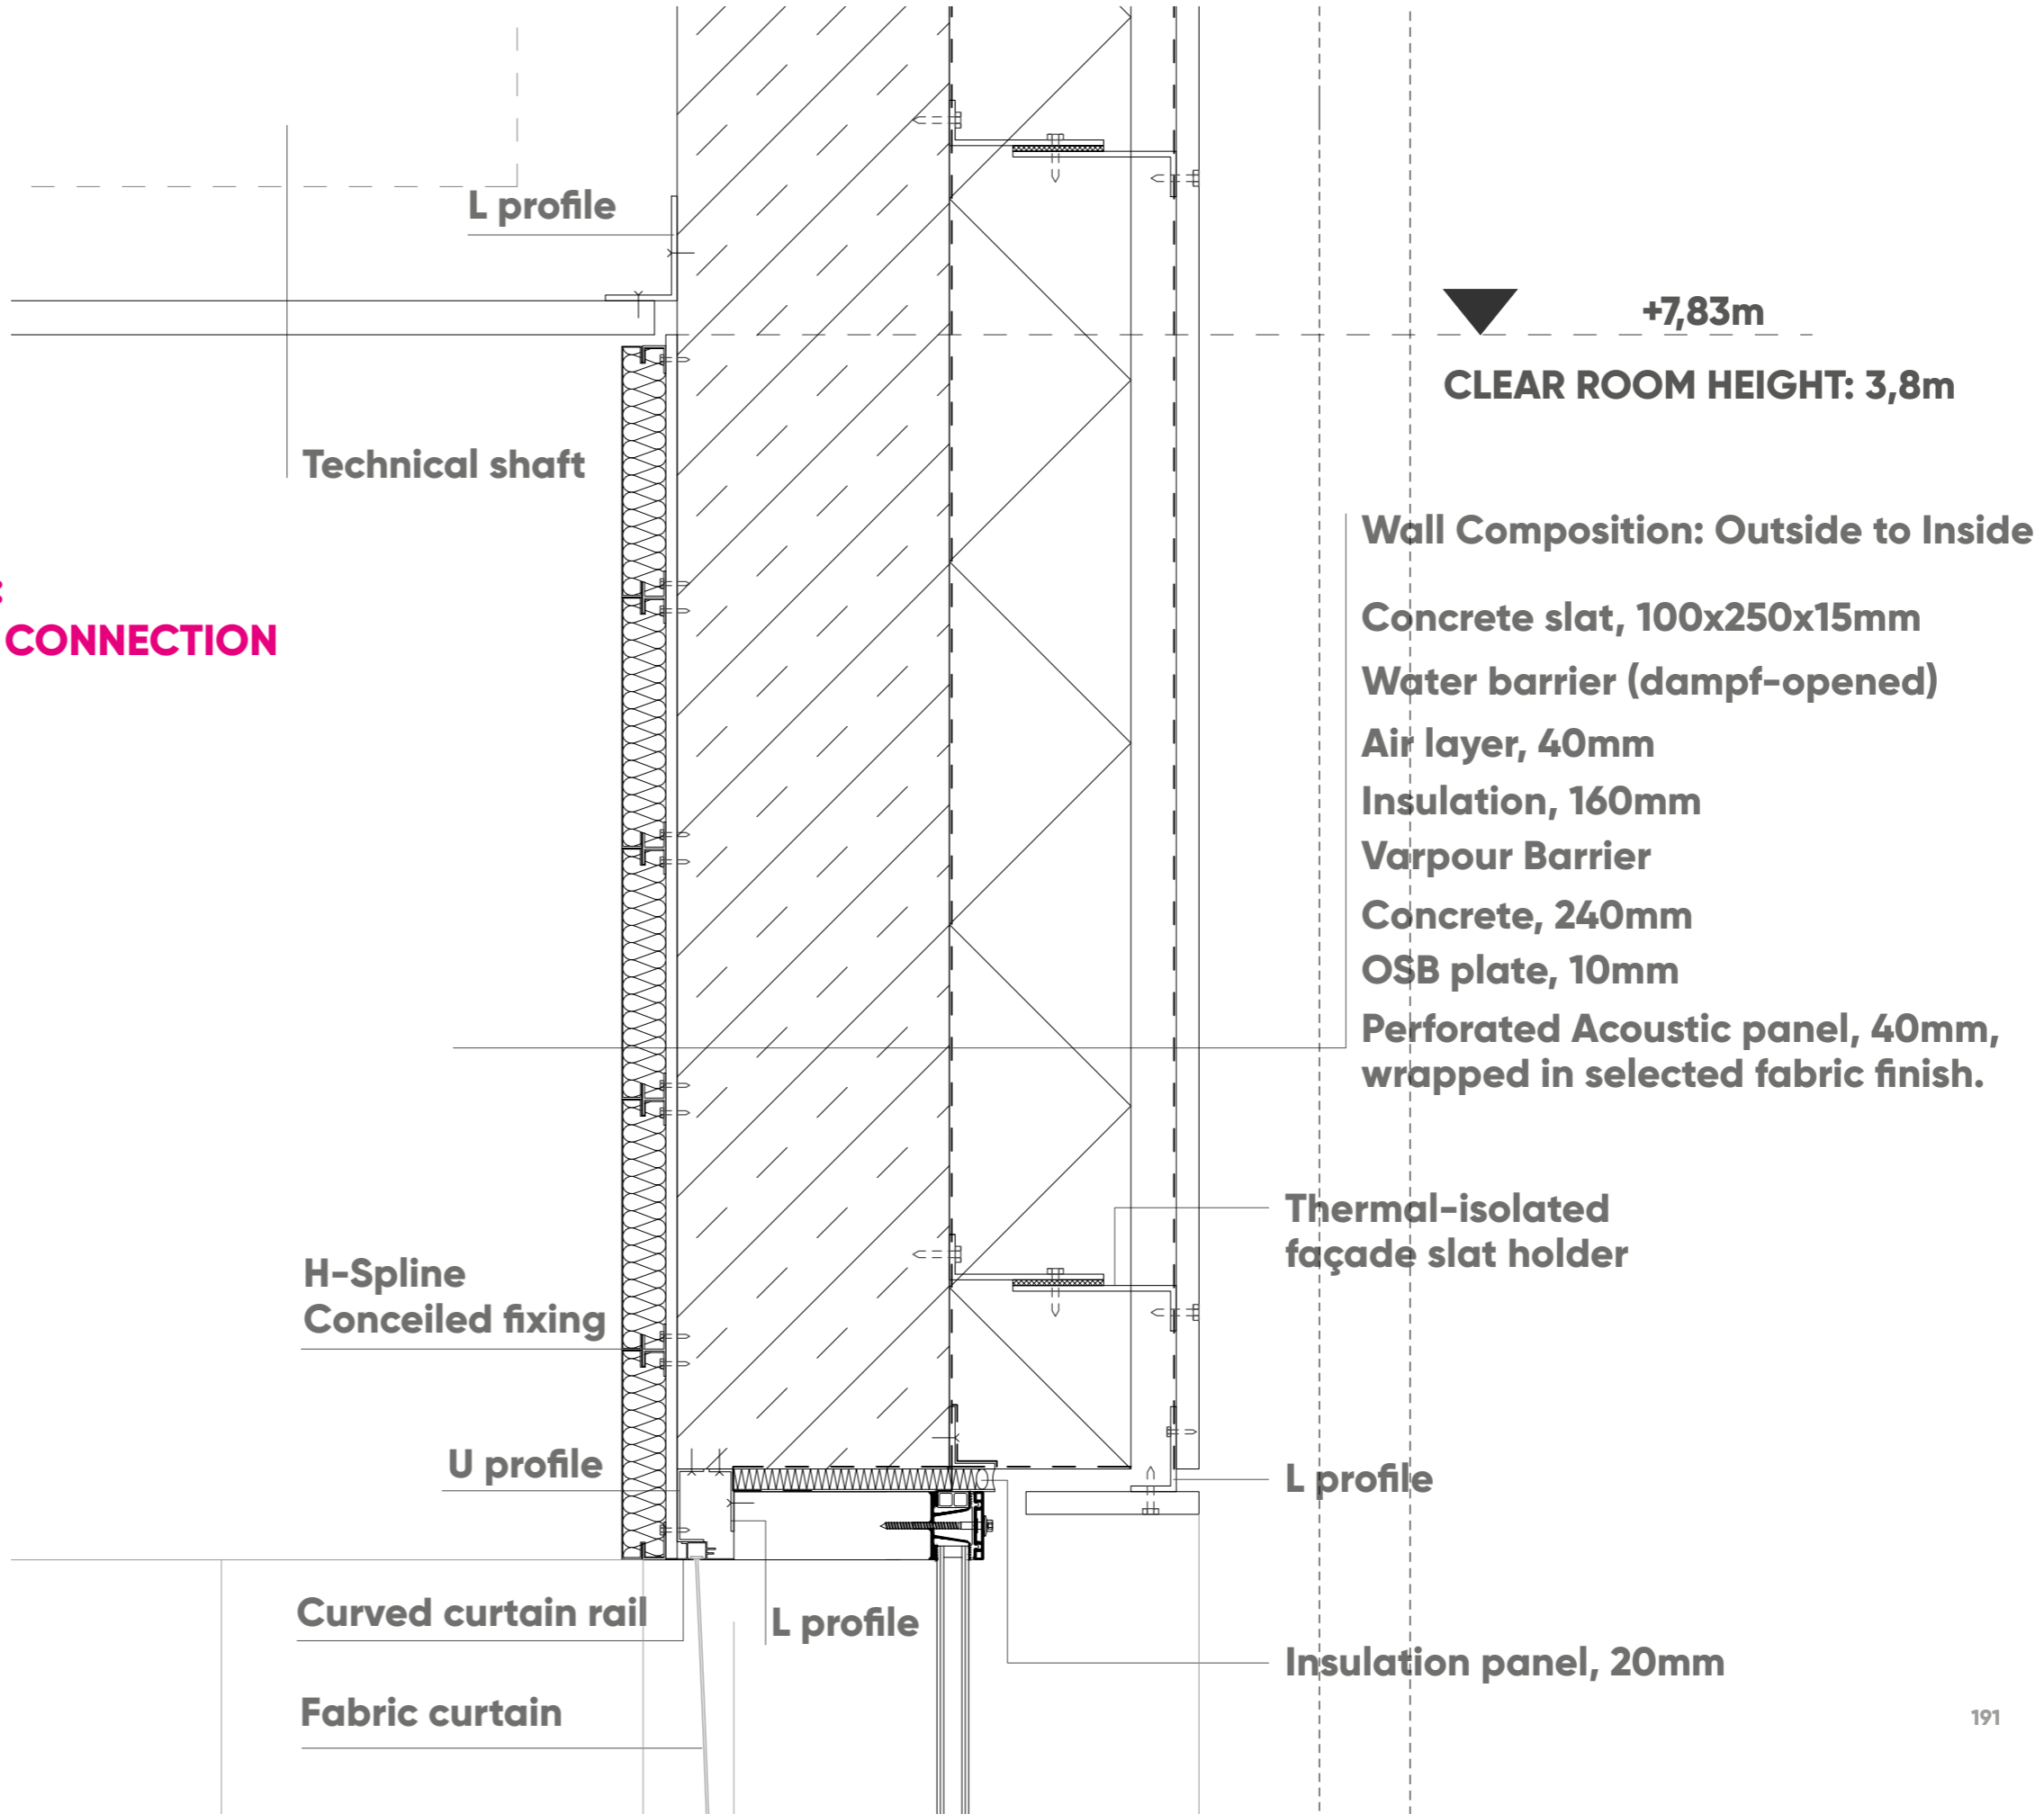 L profile
+7,83m
CLEAR ROOM HEIGHT: 3,8m
Technical shaft
:
CONNECTION
Wall Composition: Outside to Inside
Concrete slat, 100x250x15mm
Water barrier (dampf-opened)
Air layer, 40mm
Insulation, 160mm
Varpour Barrier
Concrete, 240mm
OSB plate, 10mm
Perforated Acoustic panel, 40mm,
wrapped in selected fabric finish.
Thermal-isolated
façade slat holder
H-Spline
Conceiled fixing
U profile
L profile
Curved curtain rail
L profile
Insulation panel, 20mm
Fabric curtain
191